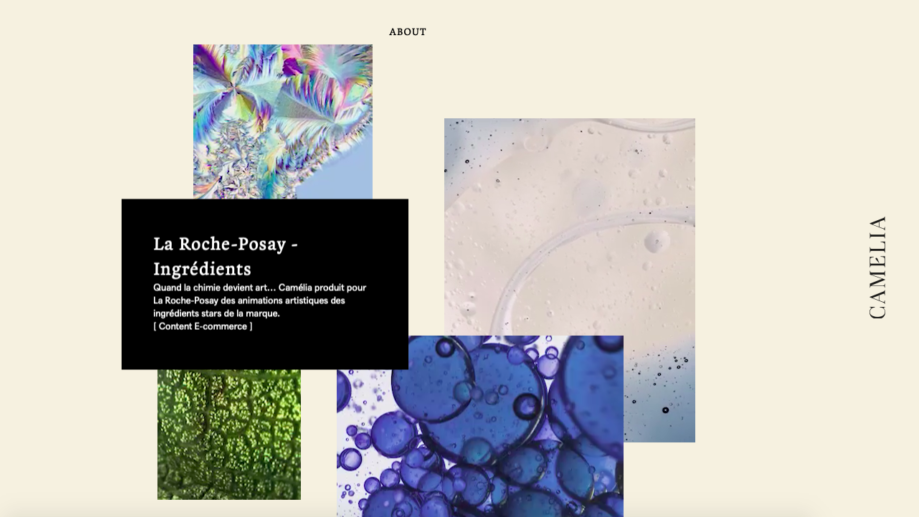 ABOUT
La Roche-Posay -
Ingrédients
Quand la chimie devient art... Camélia produit pour
La Roche-Posay des animations artistiques des
ingrédients stars de la marque.
[ Content E-commerce ]
CAMELIA